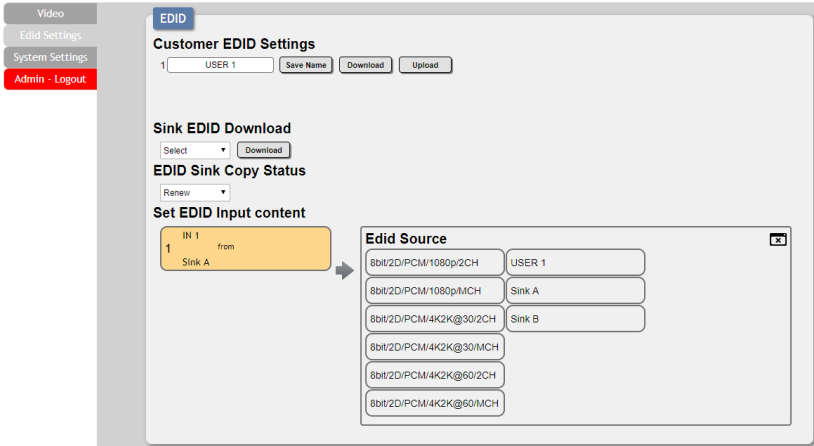 Video
Edid Settings
System Settings
Admin - Logout
EDID
Customer EDID Settings
1 USER 1 Save Name Download Upload
Sink EDID Download
Select Download
EDID Sink Copy Status
Renew
Set EDID Input content
IN 1
1 from
Sink A
Edid Source x
8bit/2D/PCM/1080p/2CH USER 1
8bit/2D/PCM/1080p/MCH Sink A
8bit/2D/PCM/4K2K@30/2CH Sink B
8bit/2D/PCM/4K2K@30/MCH
8bit/2D/PCM/4K2K@60/2CH
8bit/2D/PCM/4K2K@60/MCH